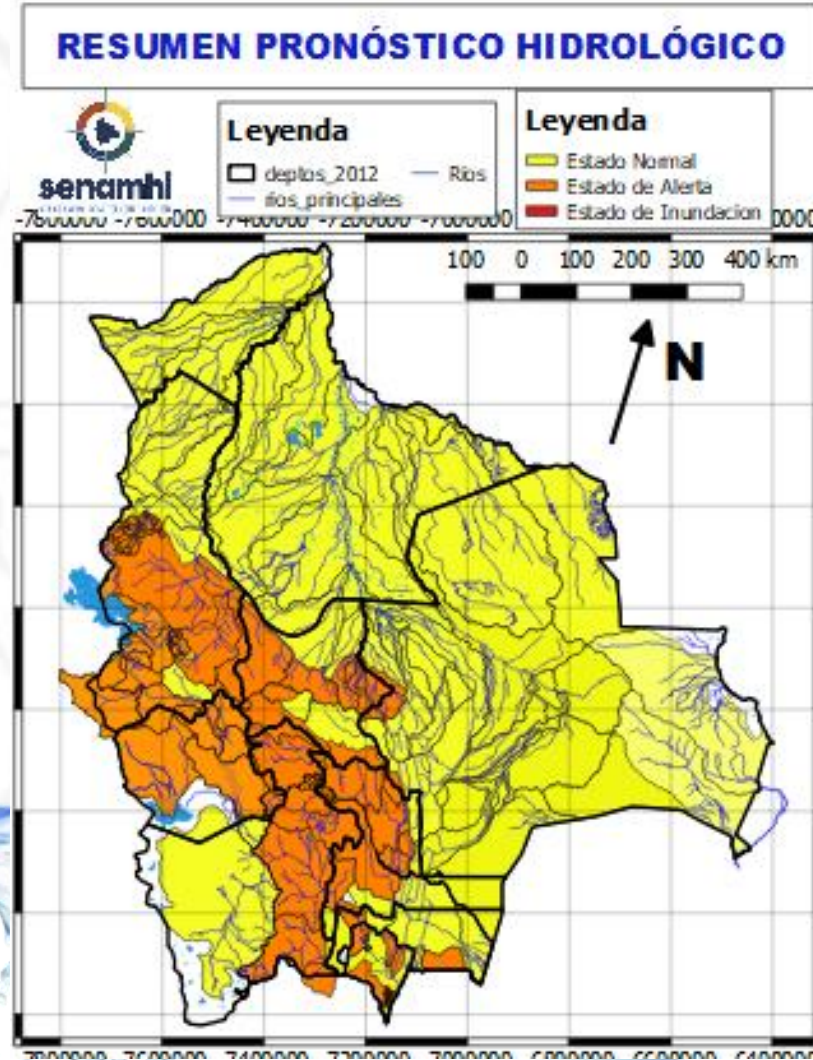 RESUMEN PRONÓSTICO HIDROLÓGICO
senamhi
Leyenda
deptos_2012
Rios
rios_principales
Leyenda
Estado Normal
Estado de Alerta
Estado de Inundacion
-7600000 -7400000 -7200000 -7000000
100 0 100 200 300 400 km
N
-7800000 -7600000 -7400000 -7200000 -7000000 -6800000 -6600000 -6400000